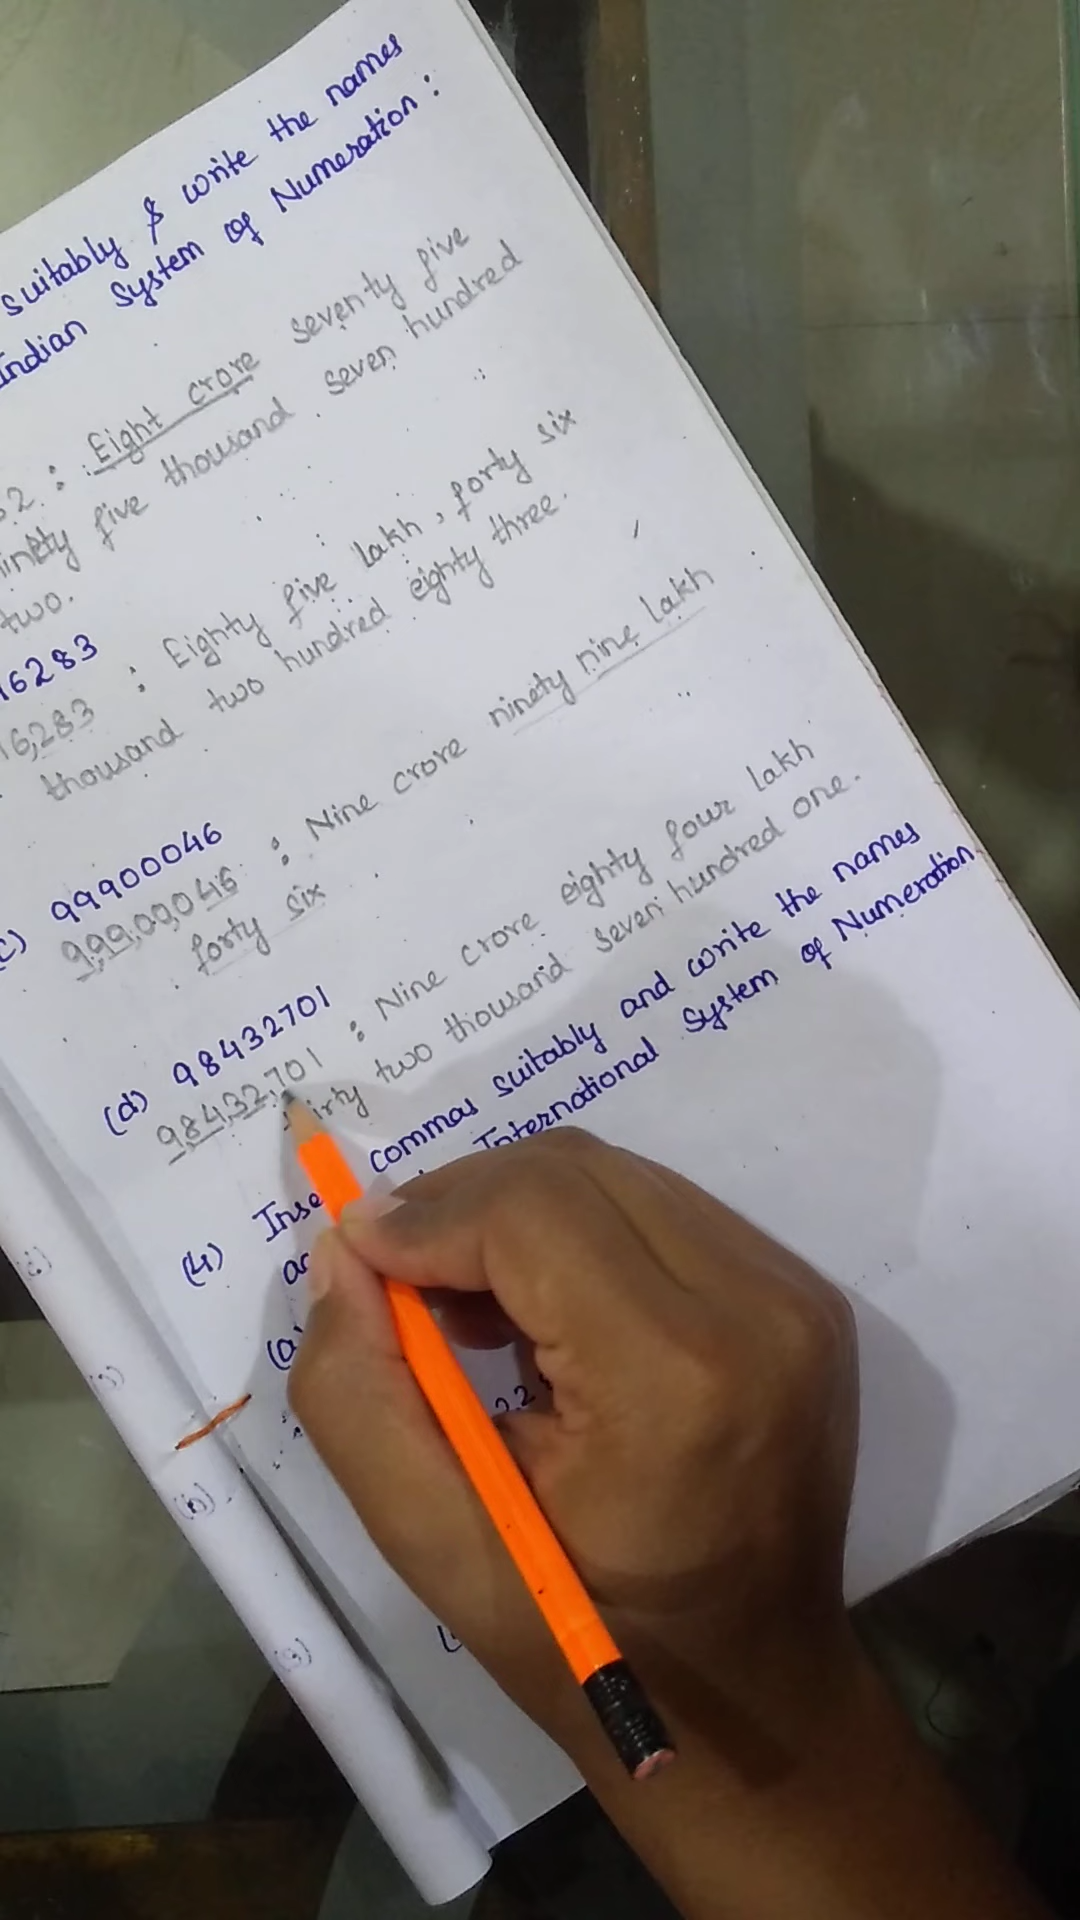 suitably & write the names
Indian System of Numeration :
2. : Eight crore seventy five
ninety five thousand seven hundred
two.
16283
16,283 : Eighty five lakh, forty six
thousand two hundred eighty three.
(c) 99900046
9,99,00,046 : Nine crore ninety nine lakh
forty six
(d) 98432701
9,84,32,701 : Nine crore eighty four lakh
thirty two thousand seven hundred one.
(4) Inse commas suitably and write the names
ac International System of Numeration
(a